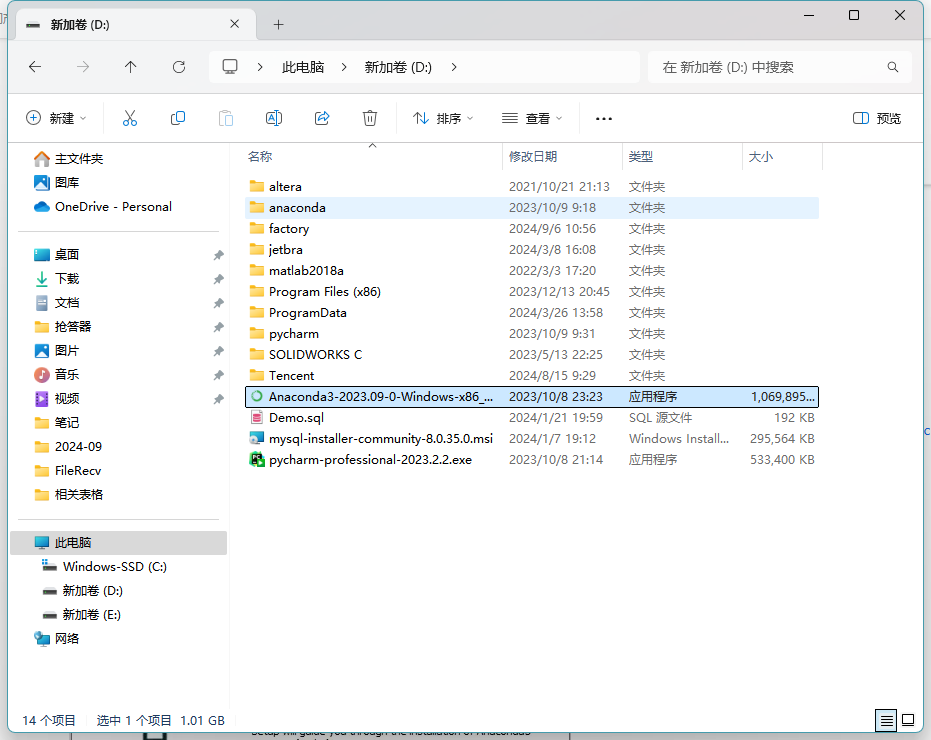 新加卷 (D:)
此电脑 新加卷 (D:)
在 新加卷 (D:) 中搜索
新建 排序 查看 预览
主文件夹
图库
OneDrive - Personal
桌面
下载
文档
抢答器
图片
音乐
视频
笔记
2024-09
FileRecv
相关表格
此电脑
Windows-SSD (C:)
新加卷 (D:)
新加卷 (E:)
网络
名称 修改日期 类型 大小
altera 2021/10/21 21:13 文件夹
anaconda 2023/10/9 9:18 文件夹
factory 2024/9/6 10:56 文件夹
jetbra 2024/3/8 16:08 文件夹
matlab2018a 2022/3/3 17:20 文件夹
Program Files (x86) 2023/12/13 20:45 文件夹
ProgramData 2024/3/26 13:58 文件夹
pycharm 2023/10/9 9:31 文件夹
SOLIDWORKS C 2023/5/13 22:25 文件夹
Tencent 2024/8/15 9:29 文件夹
Anaconda3-2023.09-0-Windows-x86_... 2023/10/8 23:23 应用程序 1,069,895...
Demo.sql 2024/1/21 19:59 SQL 源文件 192 KB
mysql-installer-community-8.0.35.0.msi 2024/1/7 19:12 Windows Install... 295,564 KB
pycharm-professional-2023.2.2.exe 2023/10/8 21:14 应用程序 533,400 KB
14 个项目 选中 1 个项目 1.01 GB
Setup will guide you through the installation of Anaconda3